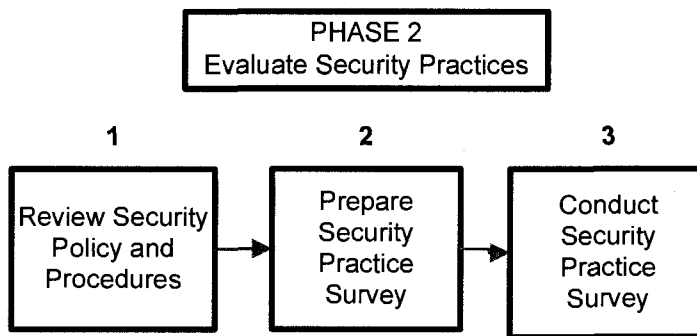 PHASE 2
Evaluate Security Practices
1
2
3
Review Security
Policy and
Procedures
Prepare
Security
Practice
Survey
Conduct
Security
Practice
Survey